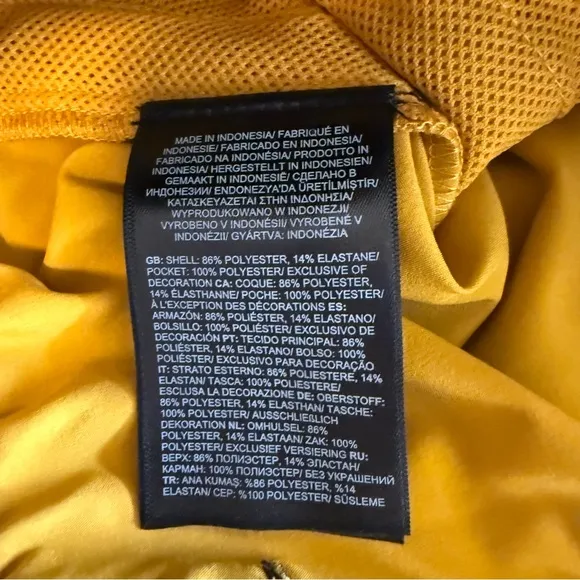 MADE IN INDONESIA/ FABRIQUÉ EN
INDONESIE/ FABRICADO EN INDONESIA/
FABRICADO NA INDONÉSIA/ PRODOTTO IN
INDONESIA/ HERGESTELLT IN INDONESIEN/
GEMAAKT IN INDONESIË/ СДЕЛАНО В
ИНДОНЕЗИИ/ ENDONEZYA'DA ÜRETİLMİŞTİR/
ΚΑΤΑΣΚΕΥΑΖΕΤΑΙ ΣΤΗΝ ΙΝΔΟΝΗΣΙΑ/
WYPRODUKOWANO W INDONEZJI/
VYROBENO V INDONÉSII/ VYROBENÉ V
INDONÉZII/ GYÁRTVA: INDONÉZIA
GB: SHELL: 86% POLYESTER, 14% ELASTANE/
POCKET: 100% POLYESTER/ EXCLUSIVE OF
DECORATION CA: COQUE: 86% POLYESTER,
14% ÉLASTHANNE/ POCHE: 100% POLYESTER/
À L'EXCEPTION DES DÉCORATIONS ES:
ARMAZÓN: 86% POLIÉSTER, 14% ELASTANO/
BOLSILLO: 100% POLIÉSTER/ EXCLUSIVO DE
DECORACIÓN PT: TECIDO PRINCIPAL: 86%
POLIÉSTER, 14% ELASTANO/ BOLSO: 100%
POLIÉSTER/ EXCLUSIVO PARA DECORAÇÃO
IT: STRATO ESTERNO: 86% POLIESTERE, 14%
ELASTAN/ TASCA: 100% POLIESTERE/
ESCLUSA LA DECORAZIONE DE: OBERSTOFF:
86% POLYESTER, 14% ELASTAN/ TASCHE:
100% POLYESTER/ AUSSCHLIEßLICH
DEKORATION NL: OMHULSEL: 86%
POLYESTER, 14% ELASTAAN/ ZAK: 100%
POLYESTER/ EXCLUSIEF VERSIERING RU:
ВЕРХ: 86% ПОЛИЭСТЕР, 14% ЭЛАСТАН/
КАРМАН: 100% ПОЛИЭСТЕР/ БЕЗ УКРАШЕНИЙ
TR: ANA KUMAŞ: %86 POLYESTER, %14
ELASTAN/ CEP: %100 POLYESTER/ SÜSLEME